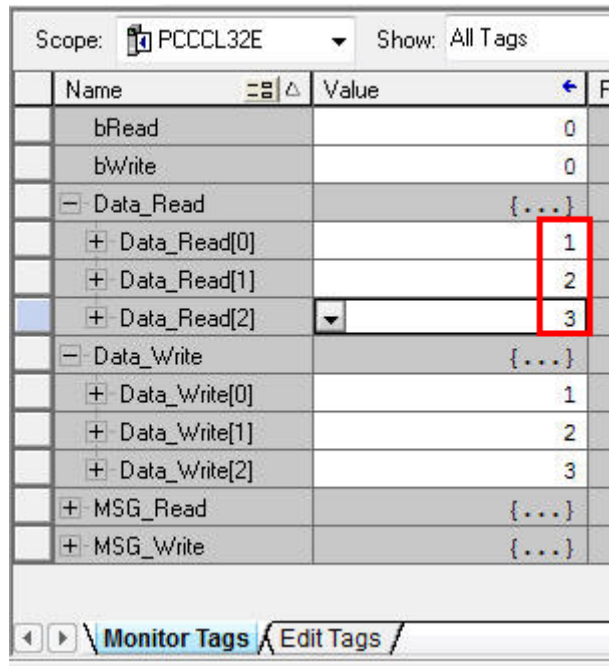 Scope: PCCCL32E Show: All Tags
Name Value F
bRead 0
bWrite 0
Data_Read {...}
Data_Read[0] 1
Data_Read[1] 2
Data_Read[2] 3
Data_Write {...}
Data_Write[0] 1
Data_Write[1] 2
Data_Write[2] 3
MSG_Read {...}
MSG_Write {...}
Monitor Tags Edit Tags